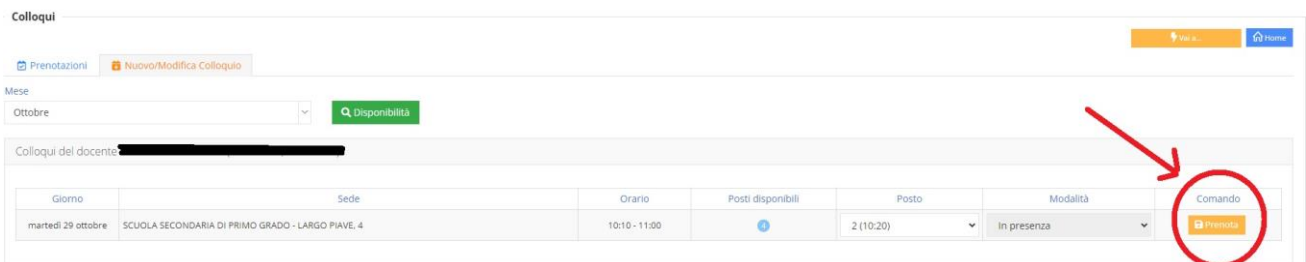 Colloqui
Vai a... Home
Prenotazioni Nuovo/Modifica Colloquio
Mese
Ottobre Disponibilità
Colloqui del docente
Giorno Sede Orario Posti disponibili Posto Modalità Comando
martedì 29 ottobre SCUOLA SECONDARIA DI PRIMO GRADO - LARGO PIAVE, 4 10:10 - 11:00 4 2 (10:20) In presenza Prenota